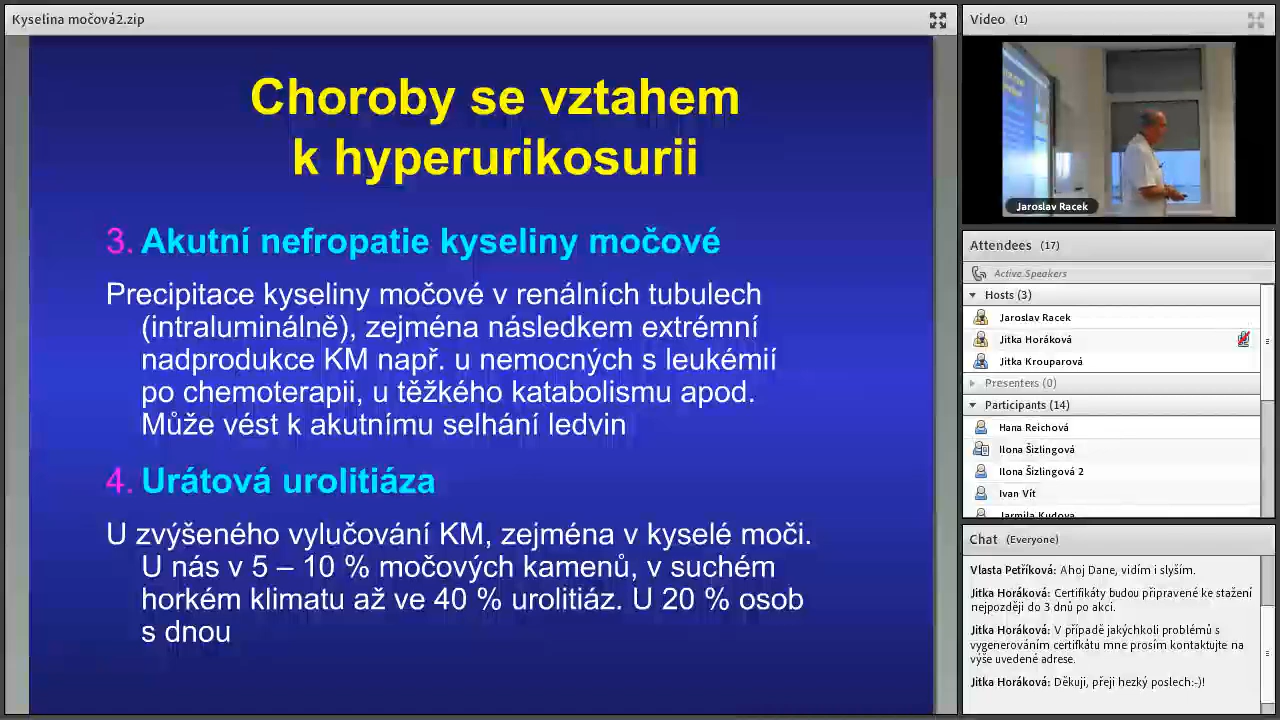 Kyselina močová2.zip
Choroby se vztahem
k hyperurikosurii
3. Akutní nefropatie kyseliny močové
Precipitace kyseliny močové v renálních tubulech
(intraluminálně), zejména následkem extrémní
nadprodukce KM např. u nemocných s leukémií
po chemoterapii, u těžkého katabolismu apod.
Může vést k akutnímu selhání ledvin
4. Urátová urolitiáza
U zvýšeného vylučování KM, zejména v kyselé moči.
U nás v 5 – 10 % močových kamenů, v suchém
horkém klimatu až ve 40 % urolitiáz. U 20 % osob
s dnou
Video (1)
Jaroslav Racek
Attendees (17)
Active Speakers
Hosts (3)
Jaroslav Racek
Jitka Horáková
Jitka Krouparová
Presenters (0)
Participants (14)
Hana Reichová
Ilona Šizlingová
Ilona Šizlingová 2
Ivan Vít
Jarmila Kudova
Chat (Everyone)
Vlasta Petříková: Ahoj Dane, vidím i slyším.
Jitka Horáková: Certifikáty budou připravené ke stažení
nejpozději do 3 dnů po akci.
Jitka Horáková: V případě jakýchkoli problémů s
vygenerováním certifkátu mne prosím kontaktujte na
výše uvedené adrese.
Jitka Horáková: Děkuji, přeji hezký poslech:-)!